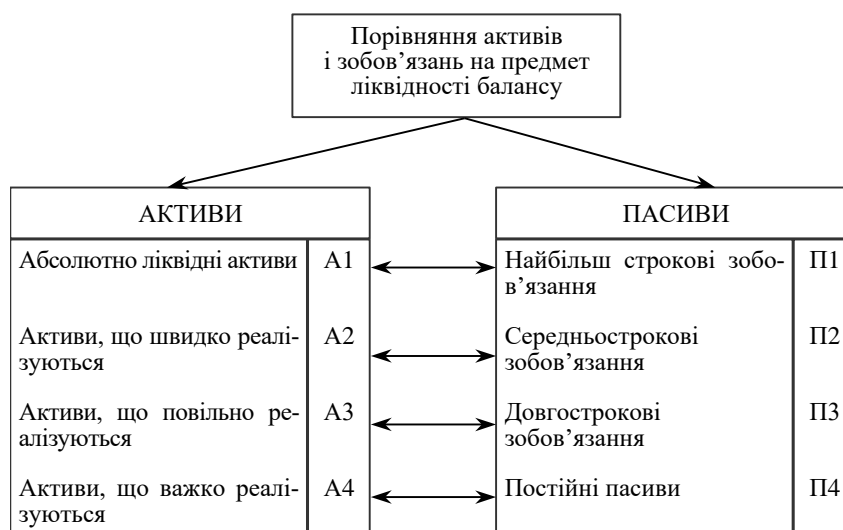 Порівняння активів
і зобов’язань на предмет
ліквідності балансу
АКТИВИ
ПАСИВИ
Абсолютно ліквідні активи А1
Найбільш строкові зобо-
в’язання П1
Активи, що швидко реалі-
зуються А2
Середньострокові
зобов’язання П2
Активи, що повільно ре-
алізуються А3
Довгострокові
зобов’язання П3
Активи, що важко реалі-
зуються А4
Постійні пасиви П4